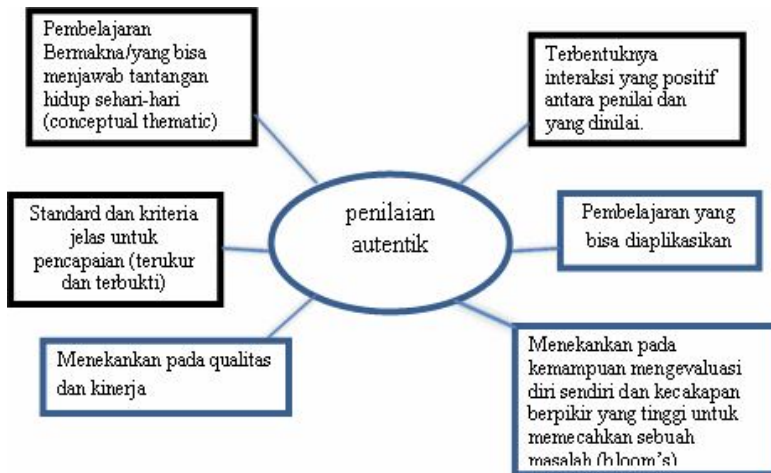 Pembelajaran
Bermakna/yang bisa
menjawab tantangan
hidup sehari-hari
(conceptual thematic)
Terbentuknya
interaksi yang positif
antara penilai dan
yang dinilai.
penilaian
autentik
Standard dan kriteria
jelas untuk
pencapaian (terukur
dan terbukti)
Pembelajaran yang
bisa diaplikasikan
Menekankan pada qualitas
dan kinerja
Menekankan pada
kemampuan mengevaluasi
diri sendiri dan kecakapan
berpikir yang tinggi untuk
memecahkan sebuah
masalah (bloom's)